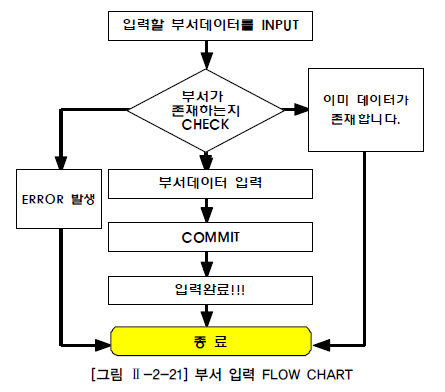 입력할 부서데이터를 INPUT
부서가
존재하는지
CHECK
이미 데이터가
존재합니다.
ERROR 발생
부서데이터 입력
COMMIT
입력완료!!!
종 료
[그림 Ⅱ-2-21] 부서 입력 FLOW CHART